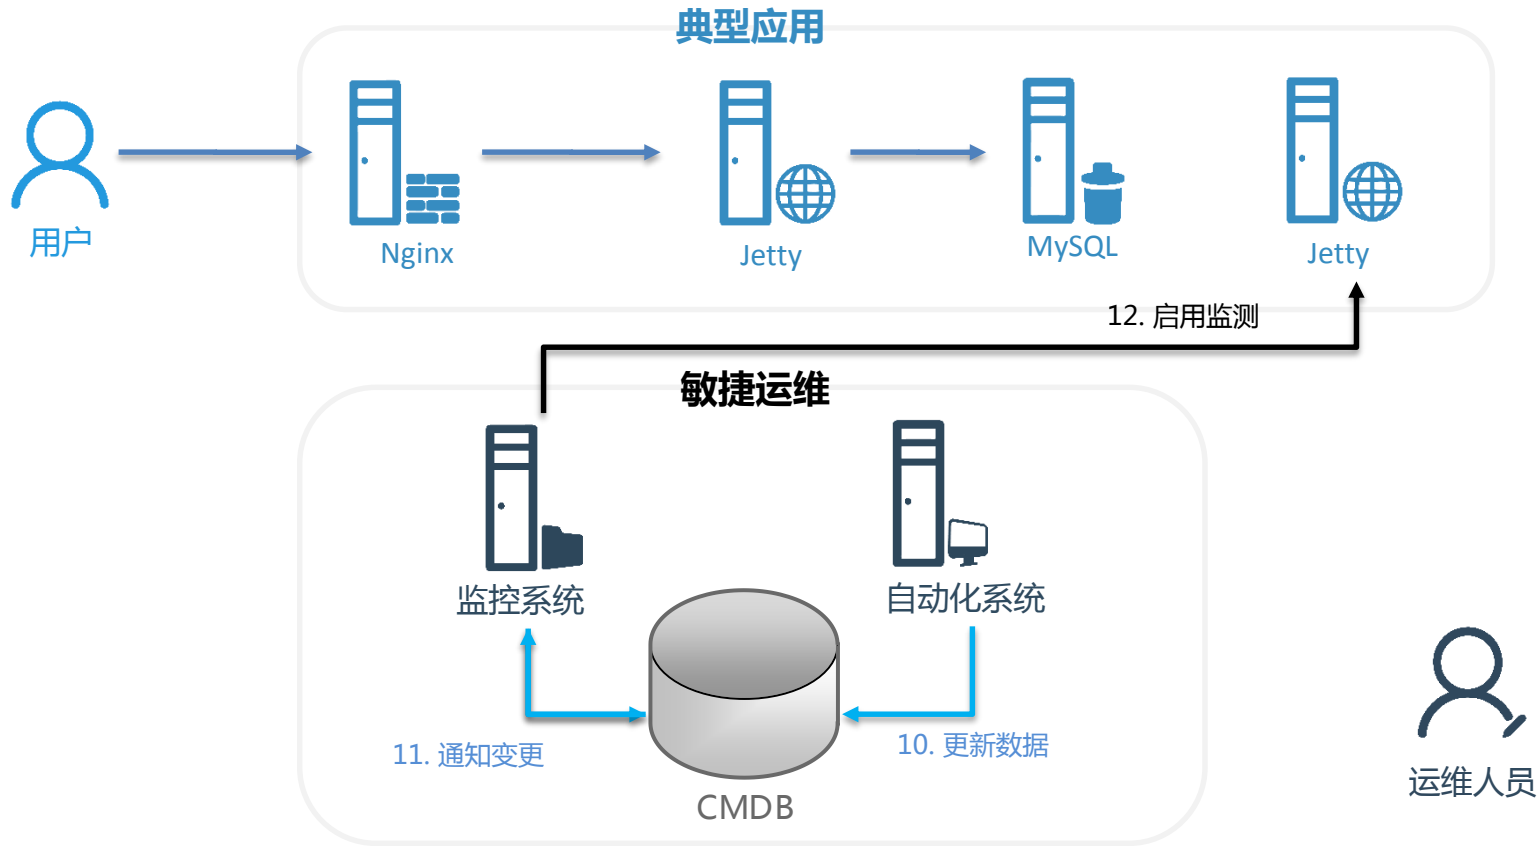 典型应用
用户
Nginx
Jetty
MySQL
Jetty
12. 启用监测
敏捷运维
监控系统
自动化系统
11. 通知变更
10. 更新数据
CMDB
运维人员